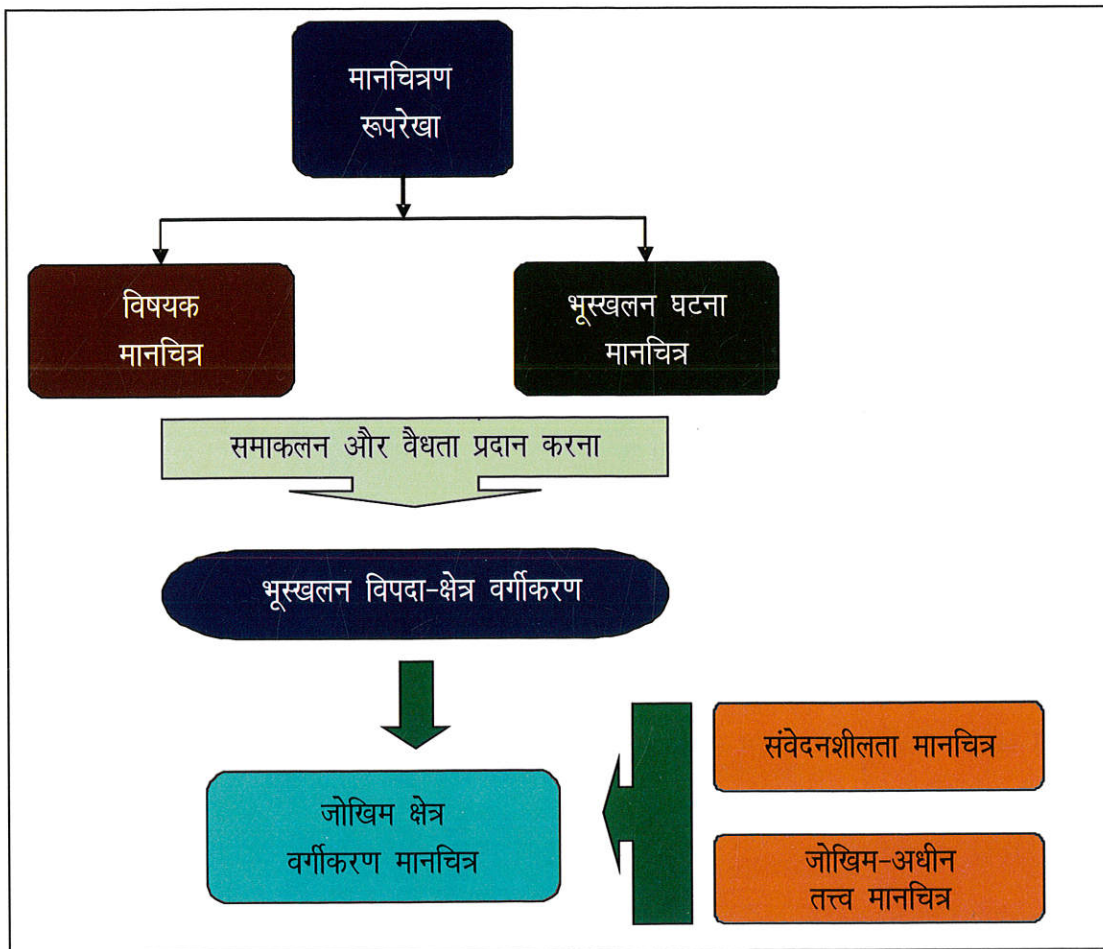 मानचित्रण
रूपरेखा
विषयक
मानचित्र
भूस्खलन घटना
मानचित्र
समाकलन और वैधता प्रदान करना
भूस्खलन विपदा-क्षेत्र वर्गीकरण
संवेदनशीलता मानचित्र
जोखिम क्षेत्र
वर्गीकरण मानचित्र
जोखिम-अधीन
तत्त्व मानचित्र